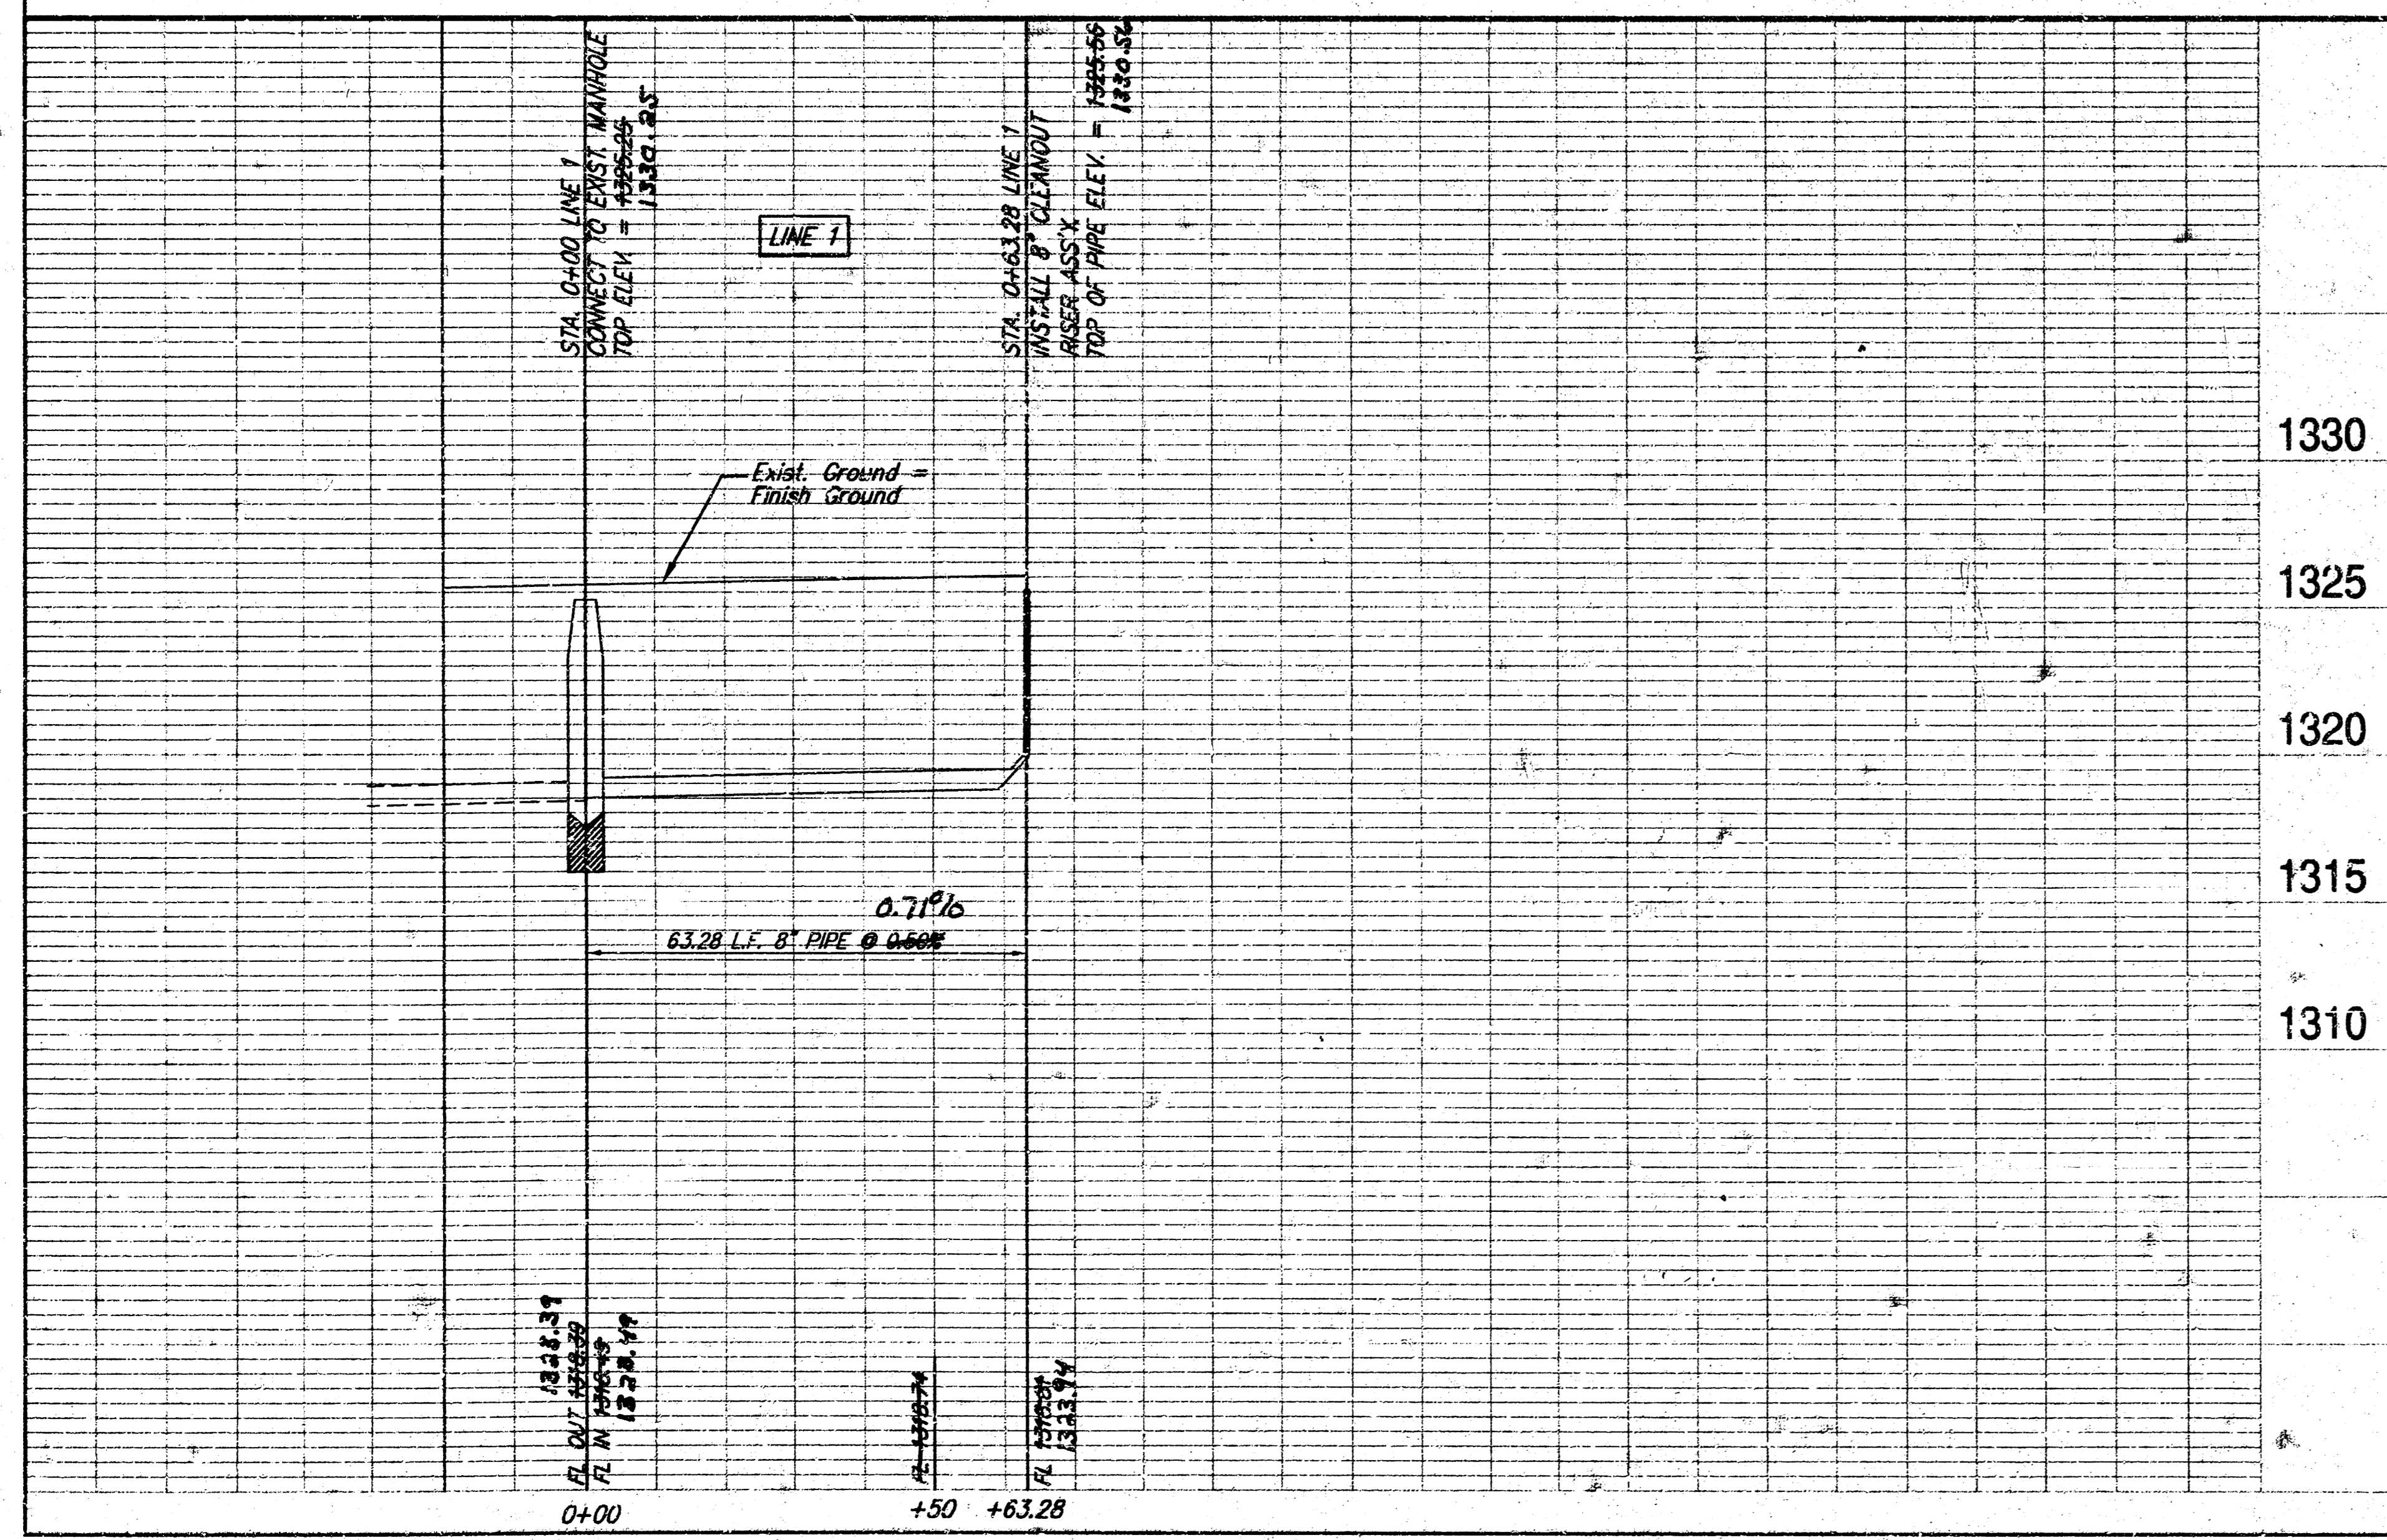 STA. 0+00 LINE 1
CONNECT TO EXIST. MANHOLE
TOP ELEV. = 1325.25
1330.25
LINE 1
STA. 0+63.28 LINE 1
INSTALL 8" CLEANOUT
RISER ASS'Y.
TOP OF PIPE ELEV. = 1325.56
1330.56
Exist. Ground =
Finish Ground
1330
1325
1320
1315
1310
0.71%
63.28 L.F. 8" PIPE @ 0.50%
1323.39
FL OUT 1318.39
FL IN 1318.49
1323.49
FL 1318.74
FL 1318.81
1323.94
0+00
+50
+63.28